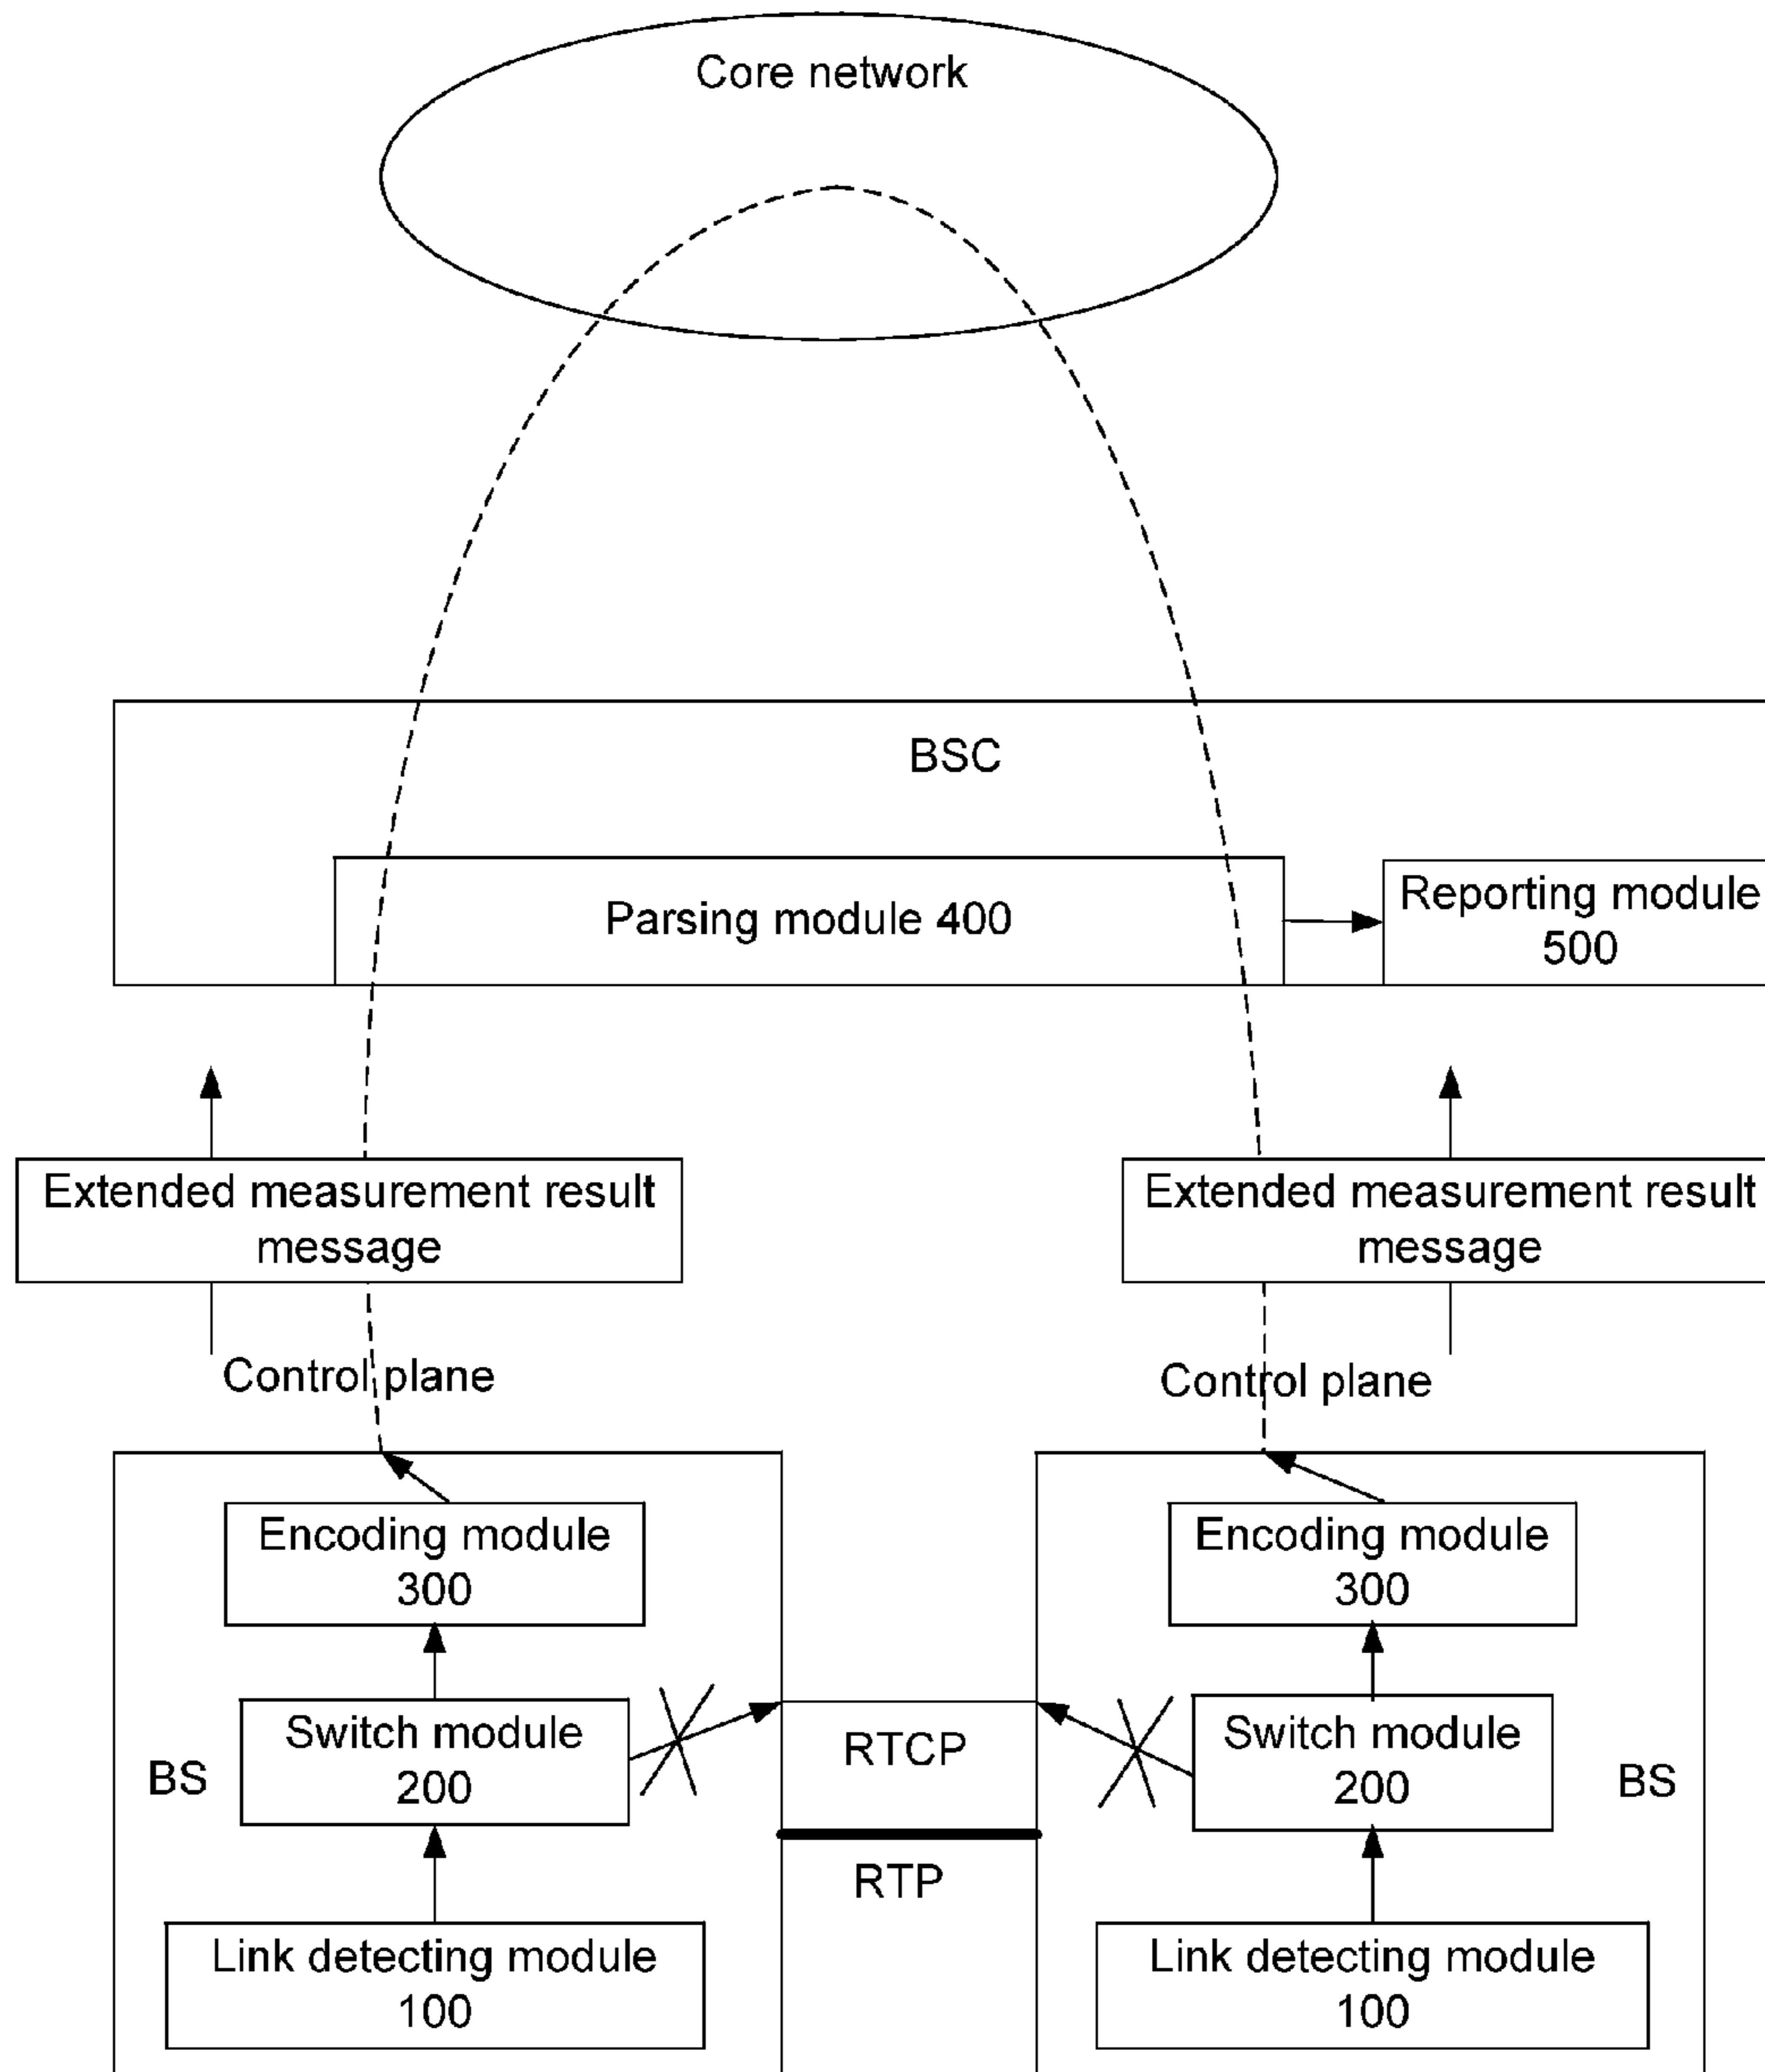 Core network
BSC
Parsing module 400
Reporting module
500
Extended measurement result
message
Extended measurement result
message
Control plane
Control plane
Encoding module
300
Encoding module
300
Switch module
200
RTCP
Switch module
200
BS
BS
RTP
Link detecting module
100
Link detecting module
100